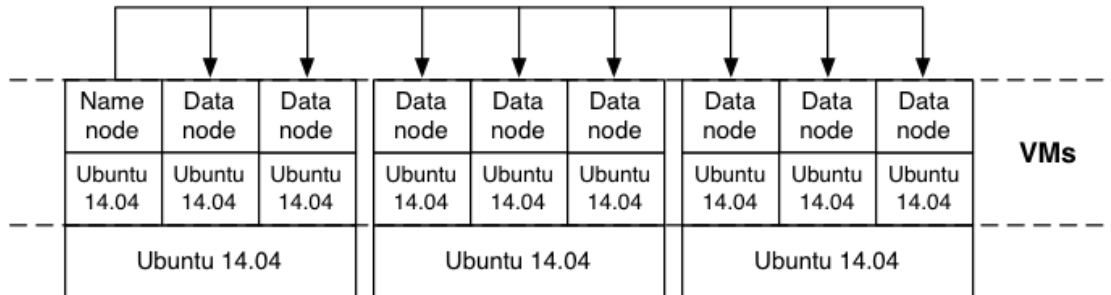 Name Data Data Data Data Data Data Data Data
node node node node node node node node node
VMs
Ubuntu Ubuntu Ubuntu Ubuntu Ubuntu Ubuntu Ubuntu Ubuntu Ubuntu
14.04 14.04 14.04 14.04 14.04 14.04 14.04 14.04 14.04
Ubuntu 14.04 Ubuntu 14.04 Ubuntu 14.04